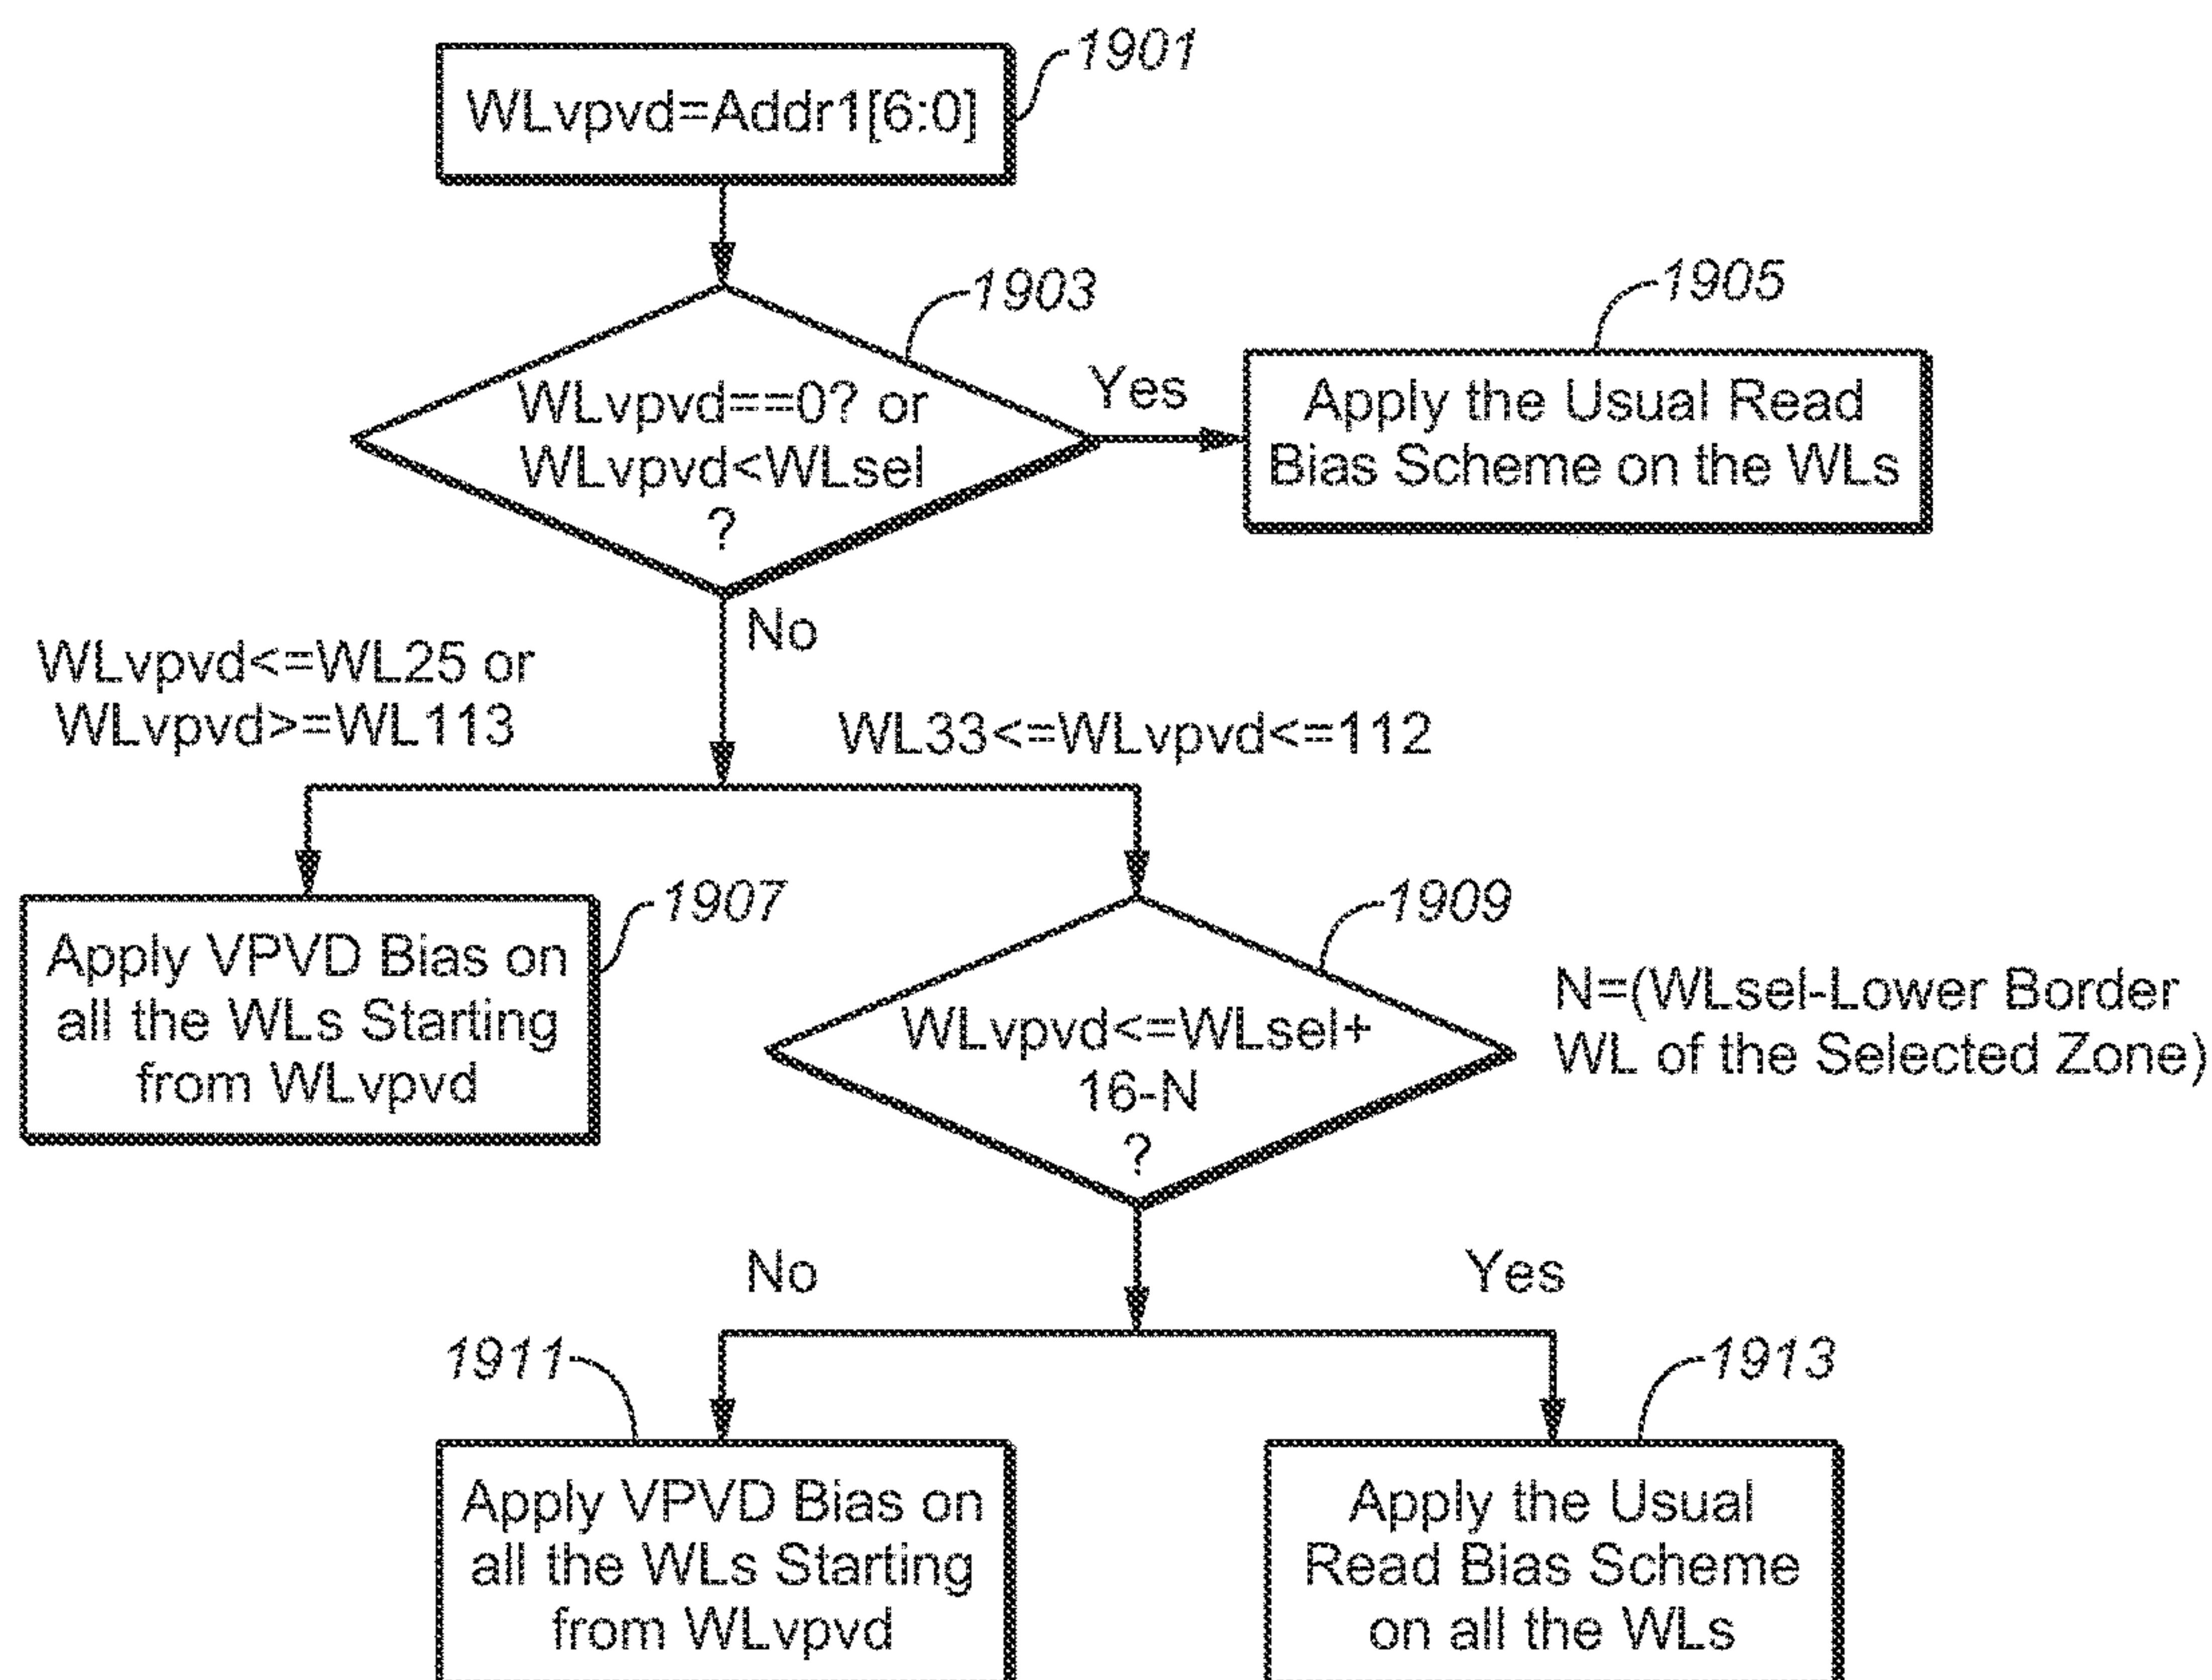 1901
WLvpvd=Addr1[6:0]
1903
WLvpvd==0? or
WLvpvd<WLsel
?
Yes
1905
Apply the Usual Read
Bias Scheme on the WLs
No
WLvpvd<=WL25 or
WLvpvd>=WL113
WL33<=WLvpvd<=112
1907
Apply VPVD Bias on
all the WLs Starting
from WLvpvd
1909
WLvpvd<=WLsel+
16-N
?
N=(WLsel-Lower Border
WL of the Selected Zone)
No
Yes
1911
Apply VPVD Bias on
all the WLs Starting
from WLvpvd
1913
Apply the Usual
Read Bias Scheme
on all the WLs